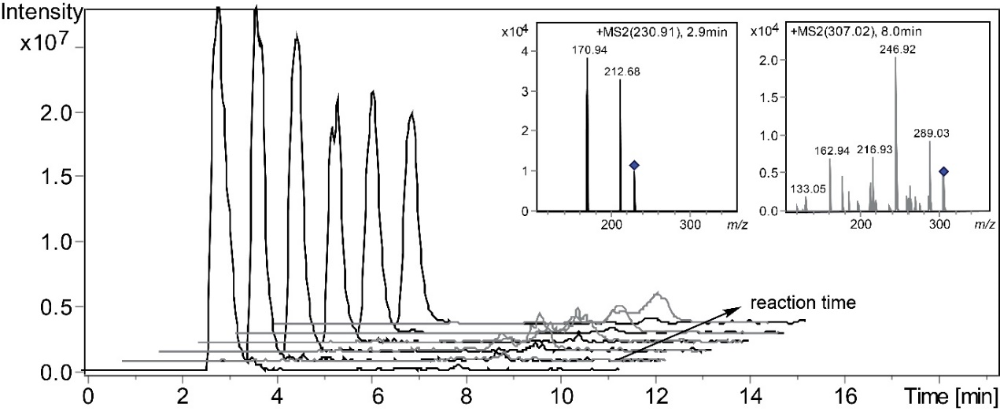 Intensity
x10⁷
2.0
1.5
1.0
0.5
0.0
0 2 4 6 8 10 12 14 16 Time [min]
reaction time
x10⁴
+MS2(230.91), 2.9min
170.94
212.68
4
3
2
1
0
200 300 m/z
x10⁴
+MS2(307.02), 8.0min
246.92
289.03
162.94
216.93
133.05
2.0
1.5
1.0
0.5
0.0
200 300 m/z